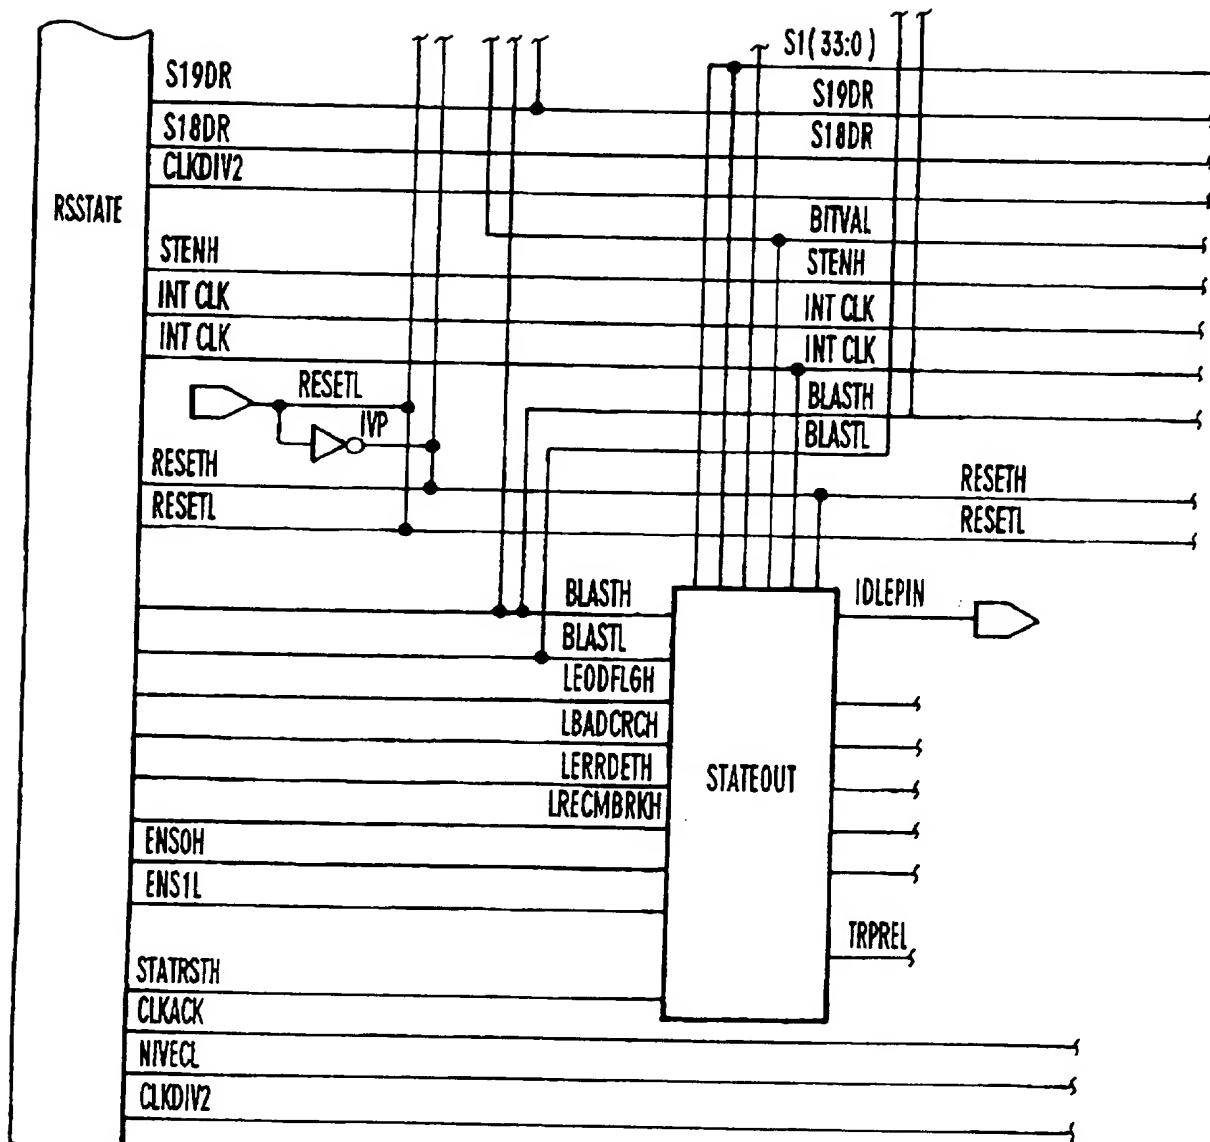 S1(33:0)
S19DR
S19DR
S18DR
S18DR
CLKDIV2
RSSTATE
BITVAL
STENH
STENH
INT CLK
INT CLK
INT CLK
INT CLK
RESETL
BLASTH
IVP
BLASTL
RESETH
RESETH
RESETL
RESETL
BLASTH
IDLEPIN
BLASTL
LEODFLGH
LBADCRCH
LERRDETH
STATEOUT
LRECMBRKH
ENS0H
ENS1L
TRPREL
STATRSTH
CLKACK
NIVECL
CLKDIV2